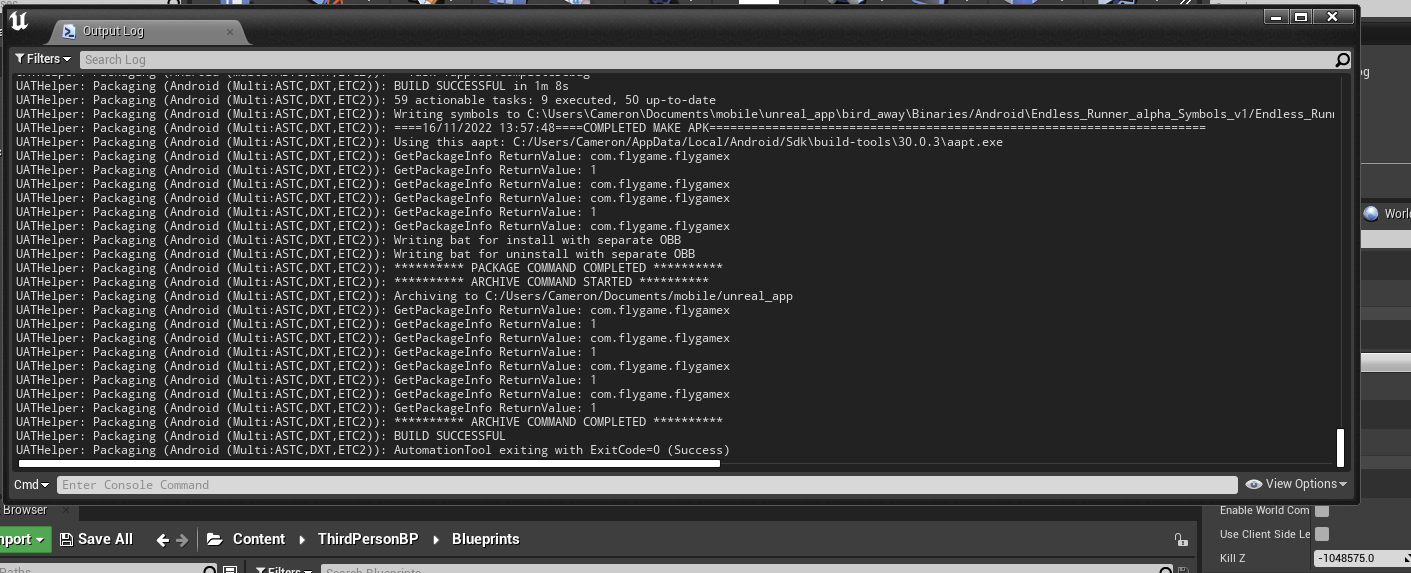 Output Log
Filters
Search Log
UATHelper: Packaging (Android (Multi:ASTC,DXT,ETC2)): BUILD SUCCESSFUL in 1m 8s
UATHelper: Packaging (Android (Multi:ASTC,DXT,ETC2)): 59 actionable tasks: 9 executed, 50 up-to-date
UATHelper: Packaging (Android (Multi:ASTC,DXT,ETC2)): Writing symbols to C:\Users\Cameron\Documents\mobile\unreal_app\bird_away\Binaries/Android\Endless_Runner_alpha_Symbols_v1/Endless_Runn
UATHelper: Packaging (Android (Multi:ASTC,DXT,ETC2)): ====16/11/2022 13:57:48====COMPLETED MAKE APK=======================================================================
UATHelper: Packaging (Android (Multi:ASTC,DXT,ETC2)): Using this aapt: C:/Users/Cameron/AppData/Local/Android/Sdk\build-tools\30.0.3\aapt.exe
UATHelper: Packaging (Android (Multi:ASTC,DXT,ETC2)): GetPackageInfo ReturnValue: com.flygame.flygamex
UATHelper: Packaging (Android (Multi:ASTC,DXT,ETC2)): GetPackageInfo ReturnValue: 1
UATHelper: Packaging (Android (Multi:ASTC,DXT,ETC2)): GetPackageInfo ReturnValue: com.flygame.flygamex
UATHelper: Packaging (Android (Multi:ASTC,DXT,ETC2)): GetPackageInfo ReturnValue: com.flygame.flygamex
UATHelper: Packaging (Android (Multi:ASTC,DXT,ETC2)): GetPackageInfo ReturnValue: 1
UATHelper: Packaging (Android (Multi:ASTC,DXT,ETC2)): GetPackageInfo ReturnValue: com.flygame.flygamex
UATHelper: Packaging (Android (Multi:ASTC,DXT,ETC2)): Writing bat for install with separate OBB
UATHelper: Packaging (Android (Multi:ASTC,DXT,ETC2)): Writing bat for uninstall with separate OBB
UATHelper: Packaging (Android (Multi:ASTC,DXT,ETC2)): ********** PACKAGE COMMAND COMPLETED **********
UATHelper: Packaging (Android (Multi:ASTC,DXT,ETC2)): ********** ARCHIVE COMMAND STARTED **********
UATHelper: Packaging (Android (Multi:ASTC,DXT,ETC2)): Archiving to C:/Users/Cameron/Documents/mobile/unreal_app
UATHelper: Packaging (Android (Multi:ASTC,DXT,ETC2)): GetPackageInfo ReturnValue: com.flygame.flygamex
UATHelper: Packaging (Android (Multi:ASTC,DXT,ETC2)): GetPackageInfo ReturnValue: 1
UATHelper: Packaging (Android (Multi:ASTC,DXT,ETC2)): GetPackageInfo ReturnValue: com.flygame.flygamex
UATHelper: Packaging (Android (Multi:ASTC,DXT,ETC2)): GetPackageInfo ReturnValue: 1
UATHelper: Packaging (Android (Multi:ASTC,DXT,ETC2)): GetPackageInfo ReturnValue: com.flygame.flygamex
UATHelper: Packaging (Android (Multi:ASTC,DXT,ETC2)): GetPackageInfo ReturnValue: 1
UATHelper: Packaging (Android (Multi:ASTC,DXT,ETC2)): GetPackageInfo ReturnValue: com.flygame.flygamex
UATHelper: Packaging (Android (Multi:ASTC,DXT,ETC2)): GetPackageInfo ReturnValue: 1
UATHelper: Packaging (Android (Multi:ASTC,DXT,ETC2)): ********** ARCHIVE COMMAND COMPLETED **********
UATHelper: Packaging (Android (Multi:ASTC,DXT,ETC2)): BUILD SUCCESSFUL
UATHelper: Packaging (Android (Multi:ASTC,DXT,ETC2)): AutomationTool exiting with ExitCode=0 (Success)
Cmd Enter Console Command View Options
Worl
Browser
Enable World Com
mport Save All Content ThirdPersonBP Blueprints
Use Client Side Le
Kill Z -1048575.0
Paths Filters Search Blueprints